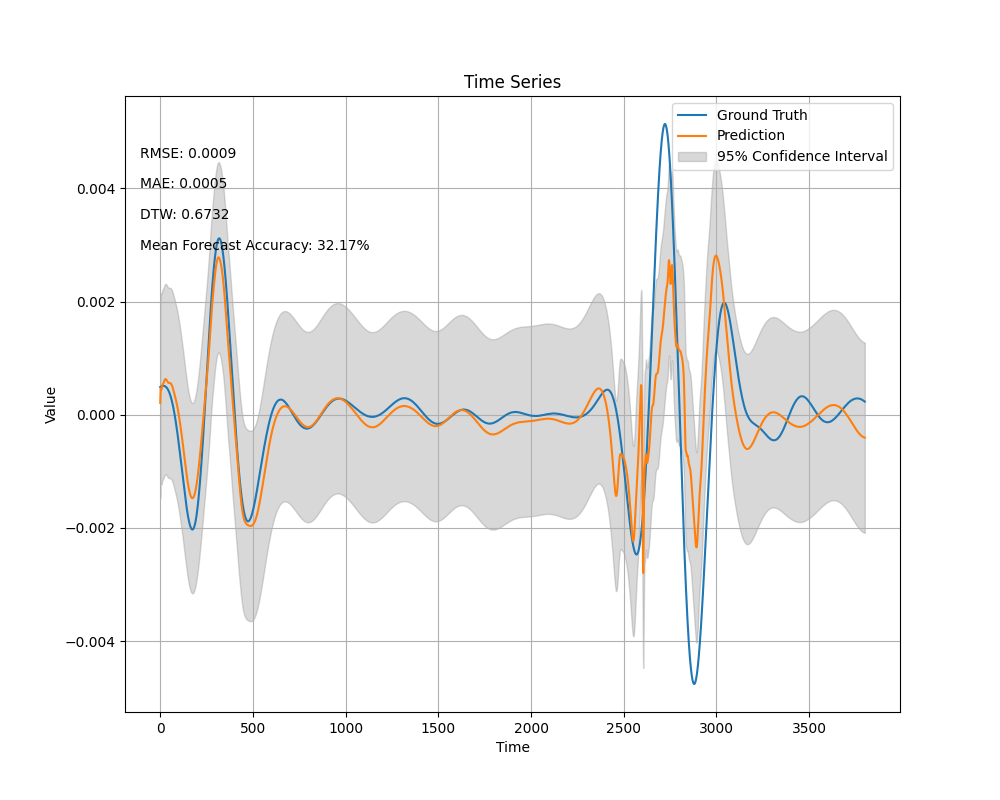 Time Series
Ground Truth
Prediction
95% Confidence Interval
RMSE: 0.0009
MAE: 0.0005
DTW: 0.6732
Mean Forecast Accuracy: 32.17%
Value
0.004
0.002
0.000
−0.002
−0.004
0 500 1000 1500 2000 2500 3000 3500
Time